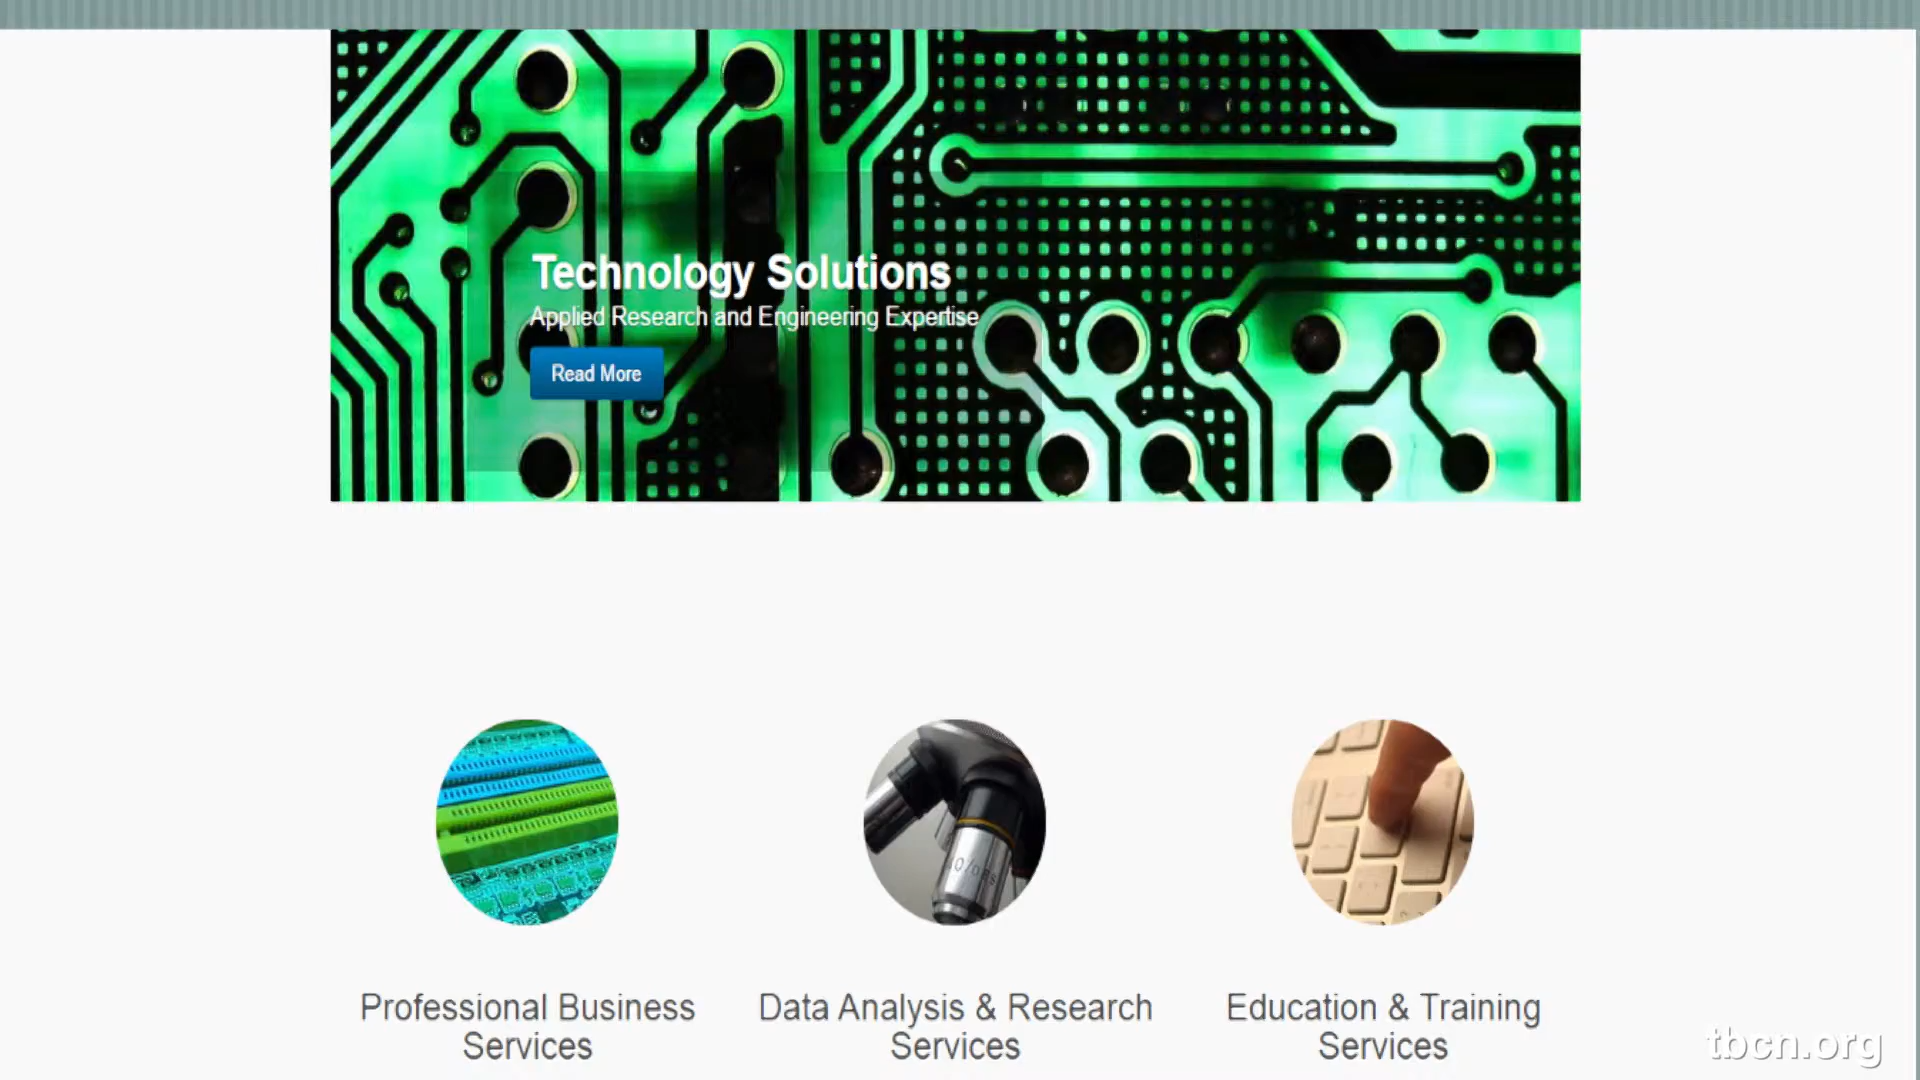 Technology Solutions
Applied Research and Engineering Expertise
Read More
Professional Business
Services
Data Analysis & Research
Services
Education & Training
Services
tbcn.org